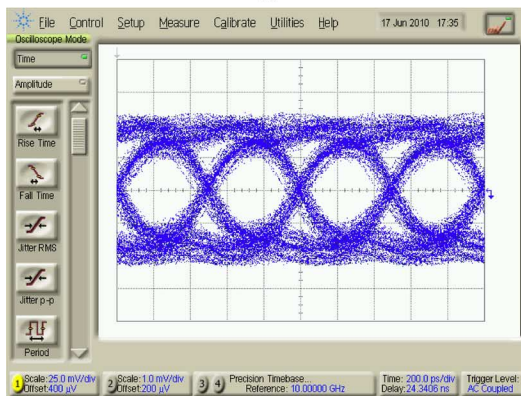 File Control Setup Measure Calibrate Utilities Help 17 Jun 2010 17:35
Oscilloscope Mode
Time
Amplitude
Rise Time
Fall Time
Jitter RMS
Jitter p-p
Period
1 Scale:25.0 mV/div 2 Scale:1.0 mV/div 3 4 Precision Timebase... Time: 200.0 ps/div Trigger Level:
Offset:400 µV Offset:200 µV Reference: 10.00000 GHz Delay:24.3406 ns AC Coupled